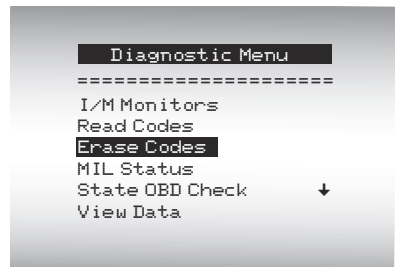 Diagnostic Menu
=====================
I/M Monitors
Read Codes
Erase Codes
MIL Status
State OBD Check ↓
View Data